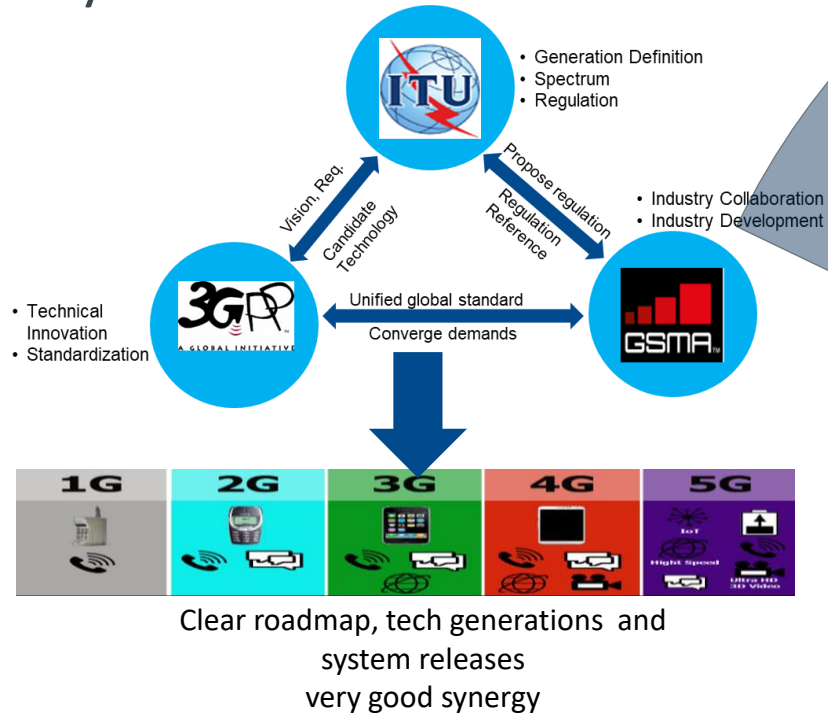 y
ITU
• Generation Definition
• Spectrum
• Regulation
Vision, Req.
Candidate
Technology
Propose regulation
Regulation
Reference
• Industry Collaboration
• Industry Development
• Technical
Innovation
• Standardization
3GPP™
A GLOBAL INITIATIVE
Unified global standard
Converge demands
GSMA™
1G
2G
3G
4G
5G
IoT
Hight Speed
Ultra HD
3D Video
Clear roadmap, tech generations and
system releases
very good synergy